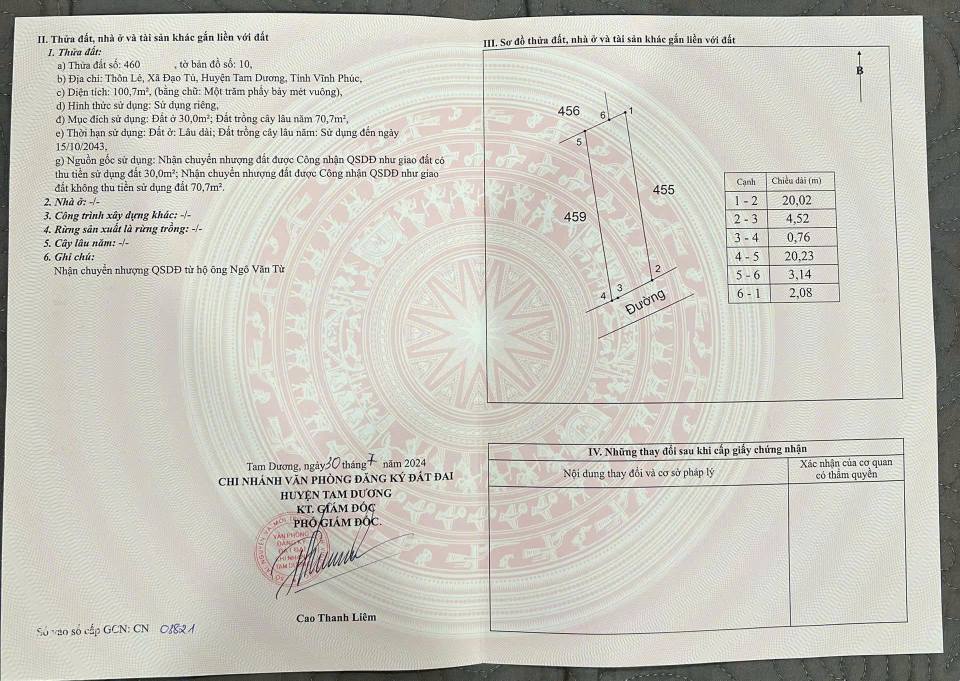 II. Thửa đất, nhà ở và tài sản khác gắn liền với đất
1. Thửa đất:
a) Thửa đất số: 460 , tờ bản đồ số: 10,
b) Địa chỉ: Thôn Lẻ, Xã Đạo Tú, Huyện Tam Dương, Tỉnh Vĩnh Phúc,
c) Diện tích: 100,7m², (bằng chữ: Một trăm phẩy bảy mét vuông),
d) Hình thức sử dụng: Sử dụng riêng,
đ) Mục đích sử dụng: Đất ở 30,0m²; Đất trồng cây lâu năm 70,7m²,
e) Thời hạn sử dụng: Đất ở: Lâu dài; Đất trồng cây lâu năm: Sử dụng đến ngày
15/10/2043,
g) Nguồn gốc sử dụng: Nhận chuyển nhượng đất được Công nhận QSDĐ như giao đất có
thu tiền sử dụng đất 30,0m²; Nhận chuyển nhượng đất được Công nhận QSDĐ như giao
đất không thu tiền sử dụng đất 70,7m².
2. Nhà ở: -/-
3. Công trình xây dựng khác: -/-
4. Rừng sản xuất là rừng trồng: -/-
5. Cây lâu năm: -/-
6. Ghi chú:
Nhận chuyển nhượng QSDĐ từ hộ ông Ngô Văn Từ
Tam Dương, ngày 30 tháng 7 năm 2024
CHI NHÁNH VĂN PHÒNG ĐĂNG KÝ ĐẤT ĐAI
HUYỆN TAM DƯƠNG
KT. GIÁM ĐỐC
PHÓ GIÁM ĐỐC.
VĂN PHÒNG
ĐĂNG KÝ
ĐẤT ĐAI
CHI NHÁNH
TAM DƯƠNG
Cao Thanh Liêm
Số vào sổ cấp GCN: CN 08821
III. Sơ đồ thửa đất, nhà ở và tài sản khác gắn liền với đất
B
456
6
1
5
455
459
2
3
4
Đường
Cạnh Chiều dài (m)
1 - 2 20,02
2 - 3 4,52
3 - 4 0,76
4 - 5 20,23
5 - 6 3,14
6 - 1 2,08
IV. Những thay đổi sau khi cấp giấy chứng nhận
Nội dung thay đổi và cơ sở pháp lý
Xác nhận của cơ quan
có thẩm quyền